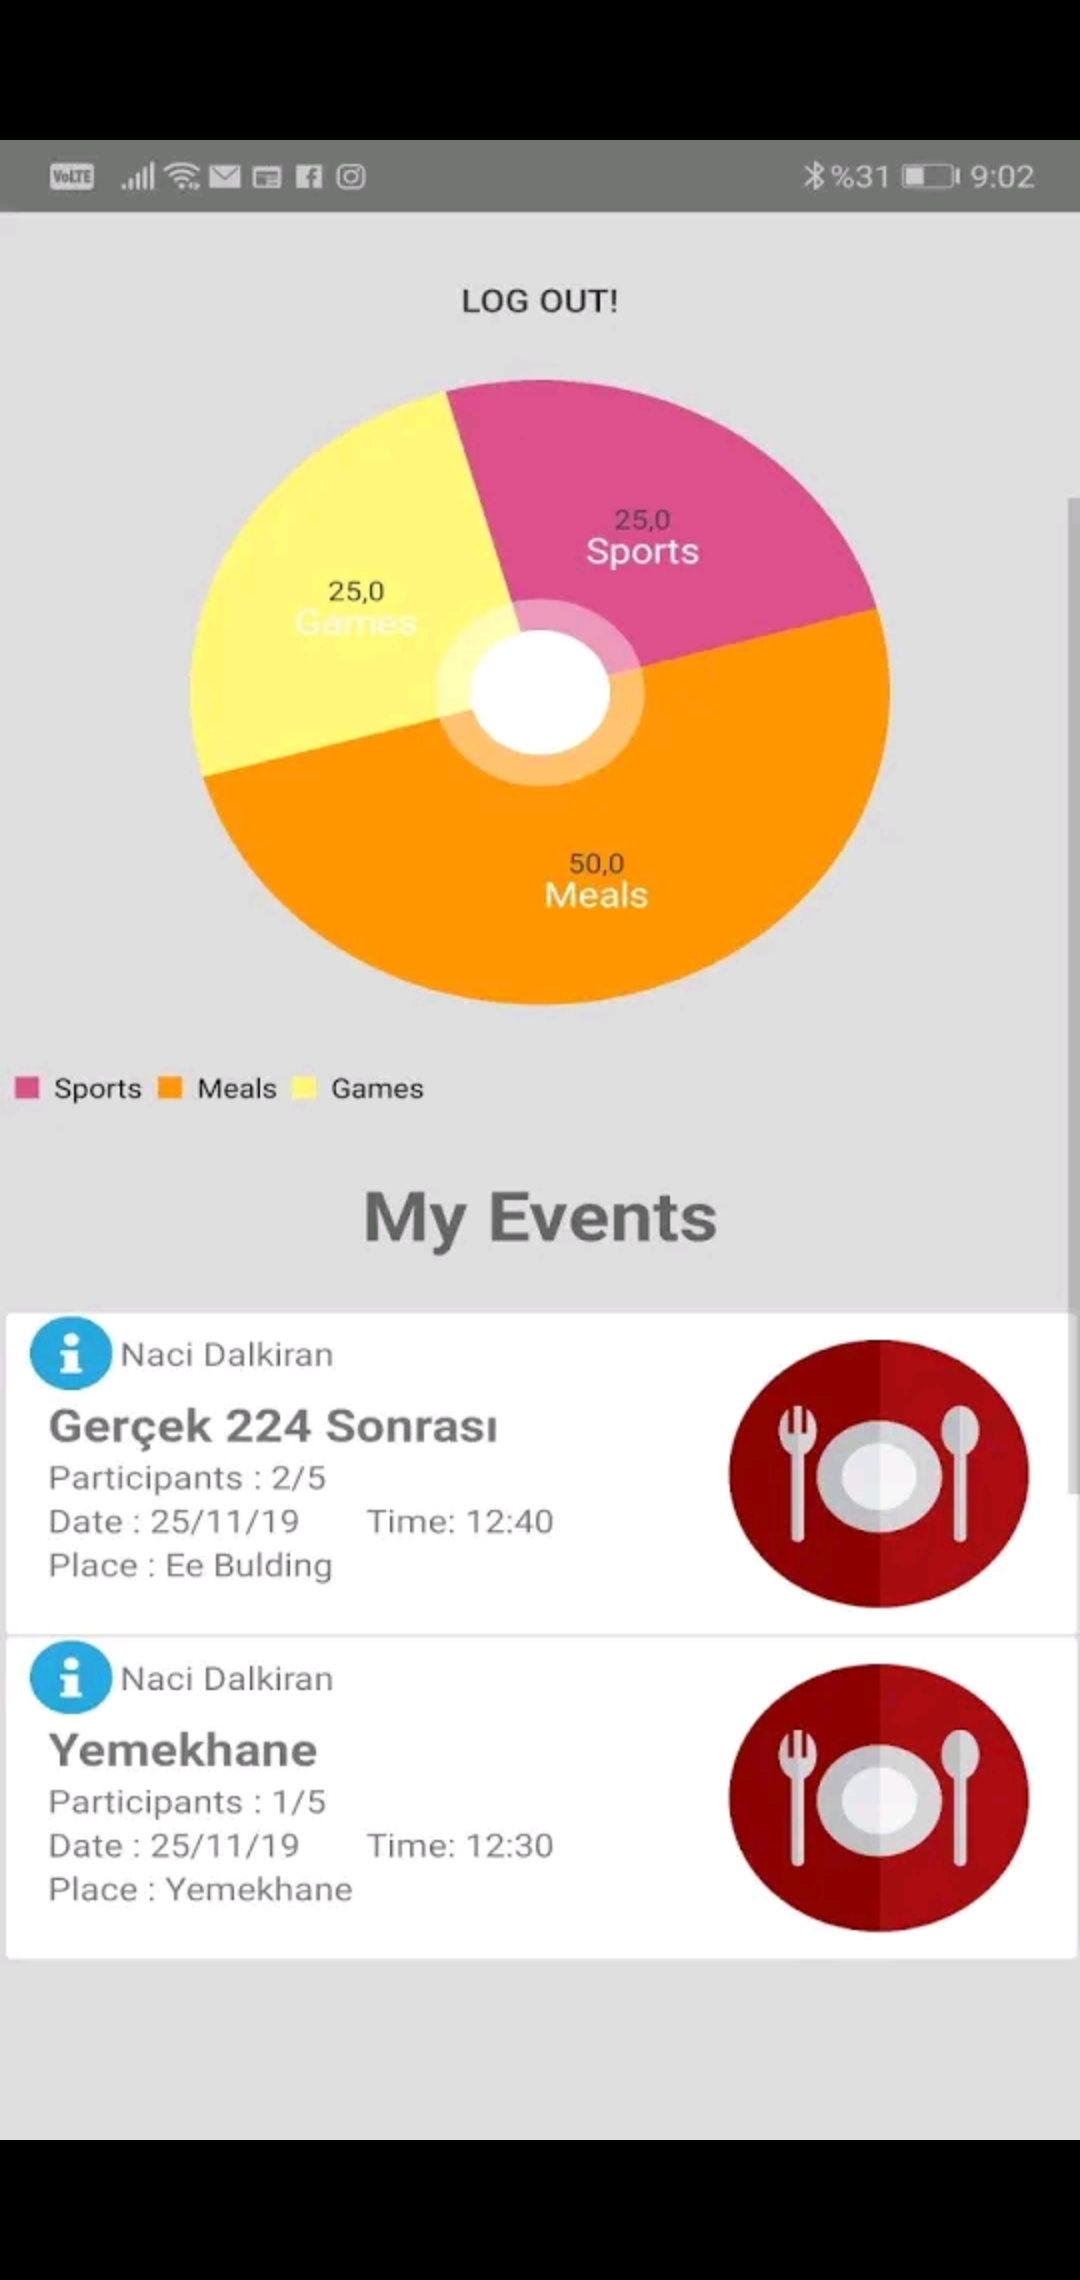 VoLTE %31 9:02
LOG OUT!
25,0
Sports
25,0
Games
50,0
Meals
Sports Meals Games
My Events
Naci Dalkiran
Gerçek 224 Sonrası
Participants : 2/5
Date : 25/11/19 Time: 12:40
Place : Ee Bulding
Naci Dalkiran
Yemekhane
Participants : 1/5
Date : 25/11/19 Time: 12:30
Place : Yemekhane